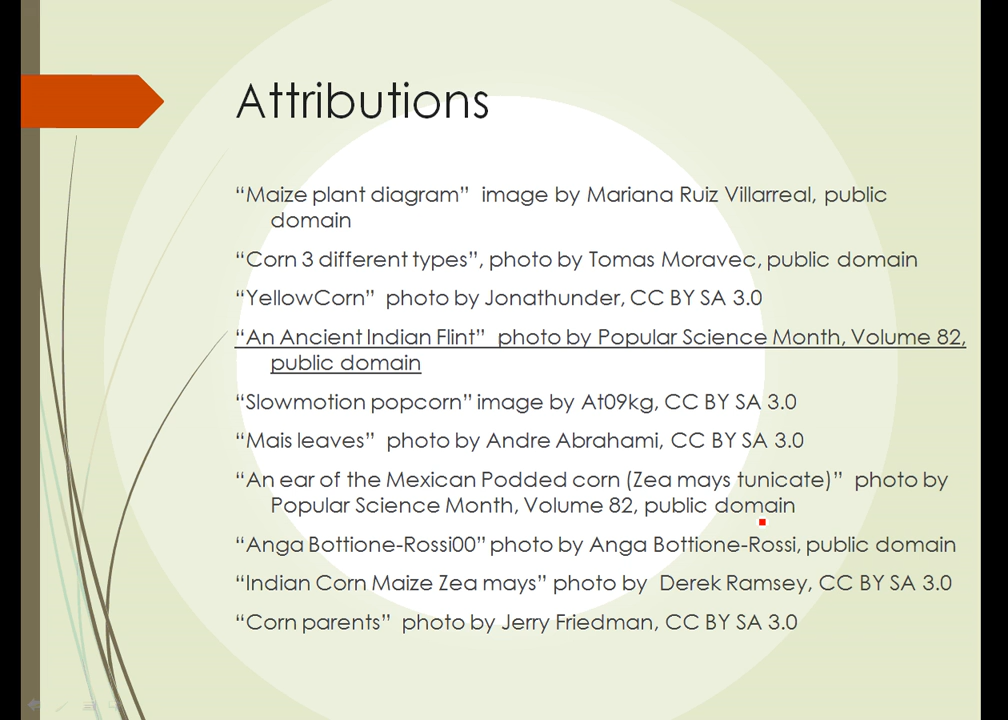 Attributions
“Maize plant diagram”  image by Mariana Ruiz Villarreal, public
domain
“Corn 3 different types”, photo by Tomas Moravec, public domain
“YellowCorn”  photo by Jonathunder, CC BY SA 3.0
“An Ancient Indian Flint”  photo by Popular Science Month, Volume 82,
public domain
“Slowmotion popcorn” image by At09kg, CC BY SA 3.0
“Mais leaves”  photo by Andre Abrahami, CC BY SA 3.0
“An ear of the Mexican Podded corn (Zea mays tunicate)”  photo by
Popular Science Month, Volume 82, public domain
“Anga Bottione-Rossi00” photo by Anga Bottione-Rossi, public domain
“Indian Corn Maize Zea mays” photo by  Derek Ramsey, CC BY SA 3.0
“Corn parents”  photo by Jerry Friedman, CC BY SA 3.0